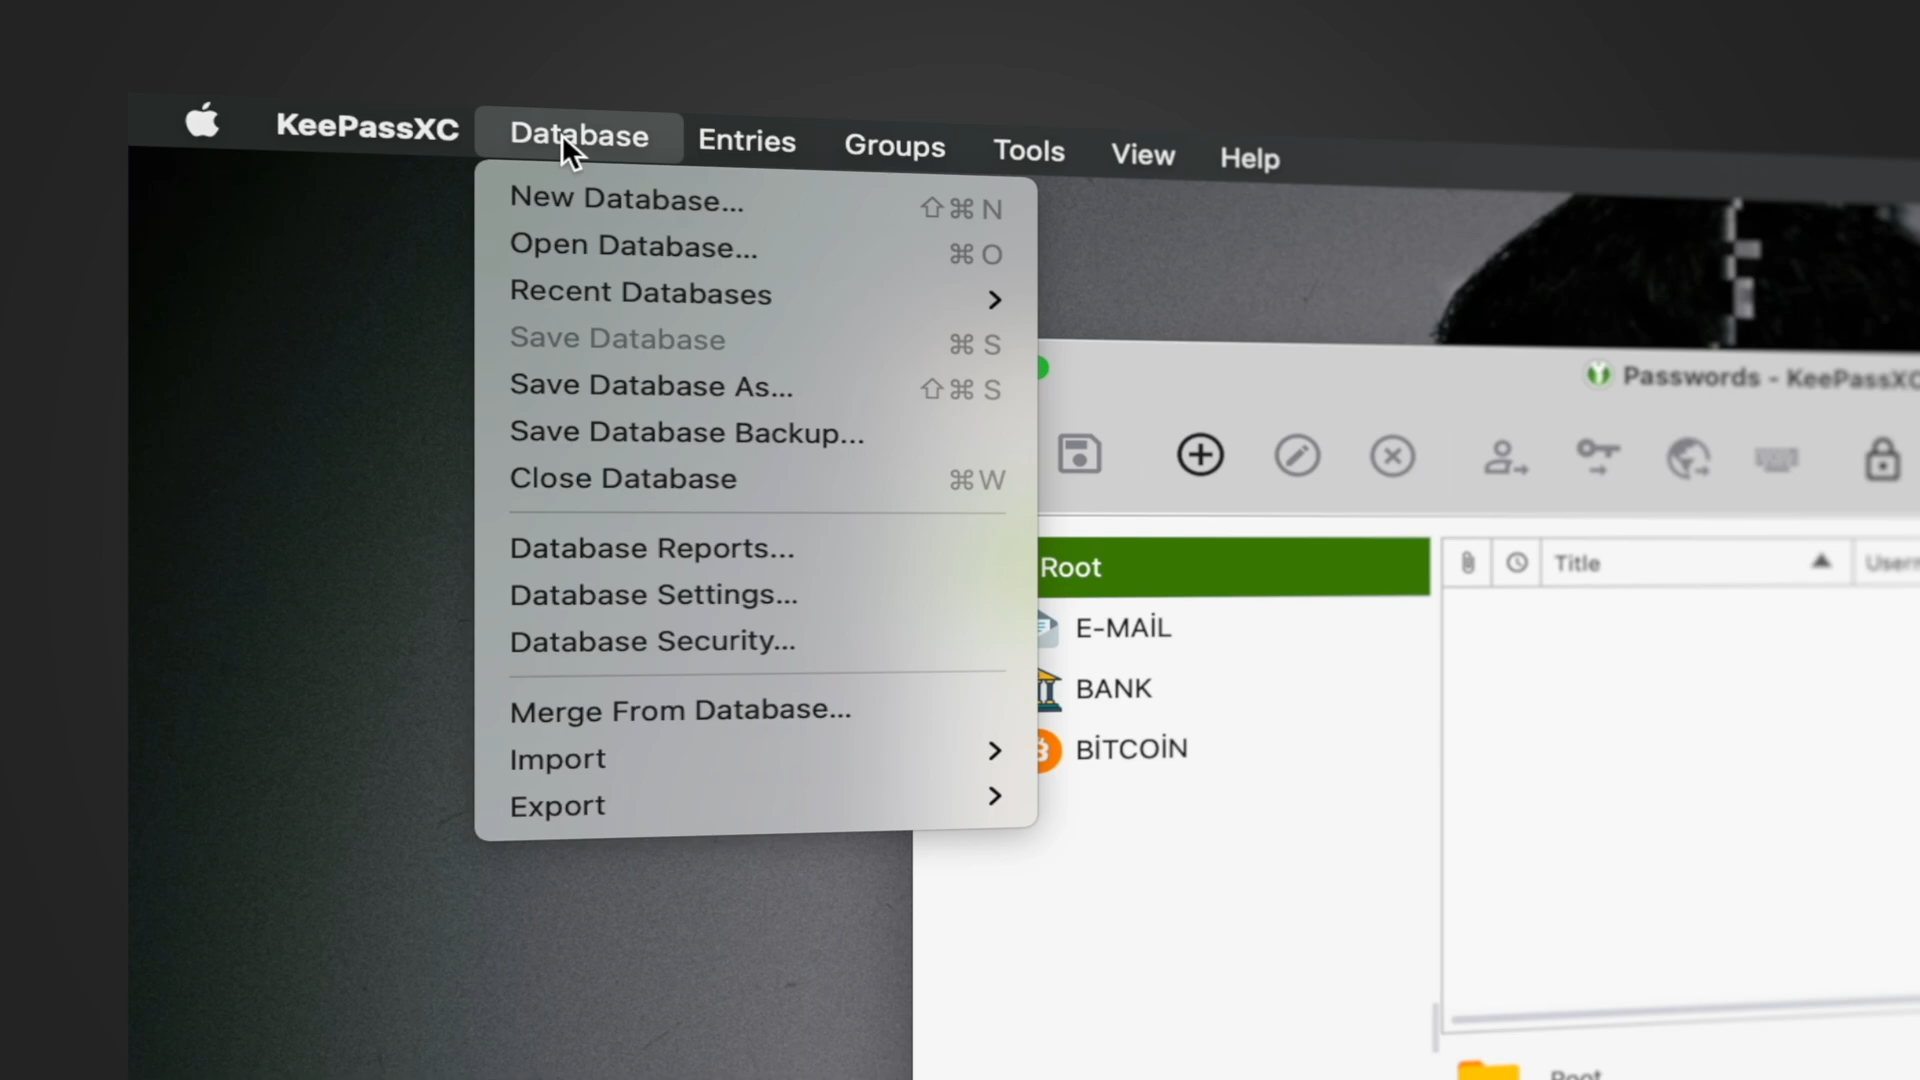 KeePassXC Database Entries Groups Tools View Help
New Database... ⇧⌘N
Open Database... ⌘O
Recent Databases
Save Database ⌘S
Save Database As... ⇧⌘S
Save Database Backup...
Close Database ⌘W
Database Reports...
Database Settings...
Database Security...
Merge From Database...
Import
Export
Passwords - KeePassXC
Root
E-MAİL
BANK
BİTCOİN
Title
Root